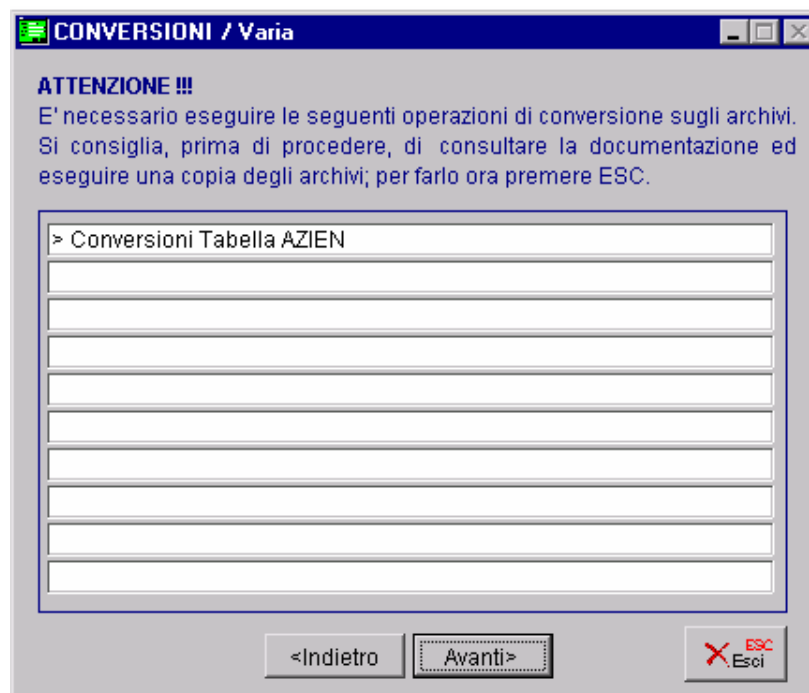 CONVERSIONI / Varia
ATTENZIONE !!!
E' necessario eseguire le seguenti operazioni di conversione sugli archivi.
Si consiglia, prima di procedere, di consultare la documentazione ed
eseguire una copia degli archivi; per farlo ora premere ESC.
> Conversioni Tabella AZIEN
<Indietro
Avanti>
ESC
Esci